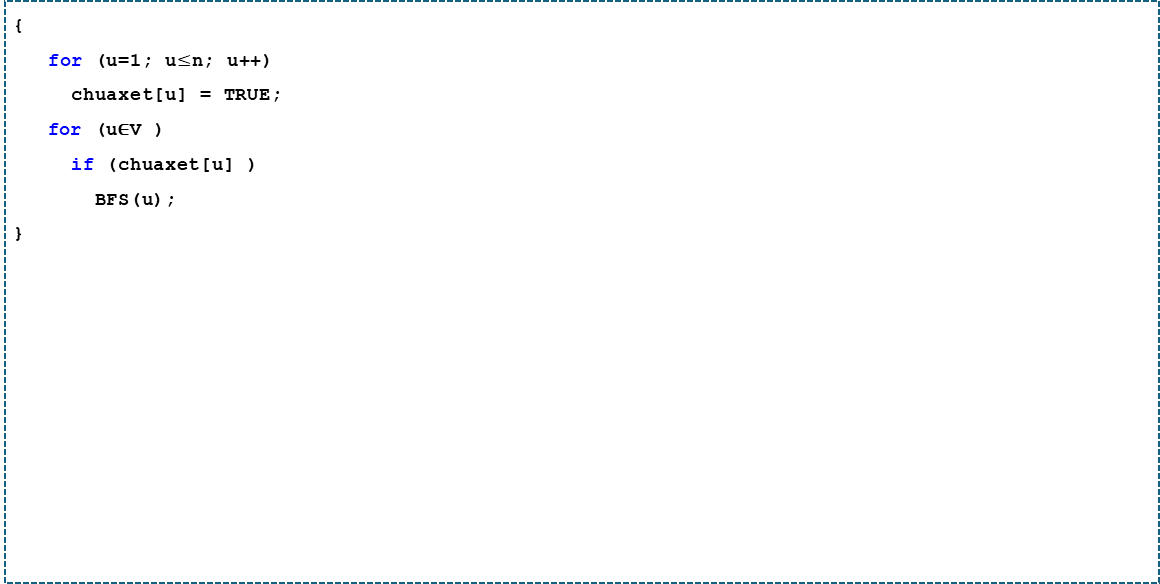 {
for (u=1; u≤n; u++)
chuaxet[u] = TRUE;
for (u∈V )
if (chuaxet[u] )
BFS(u);
}